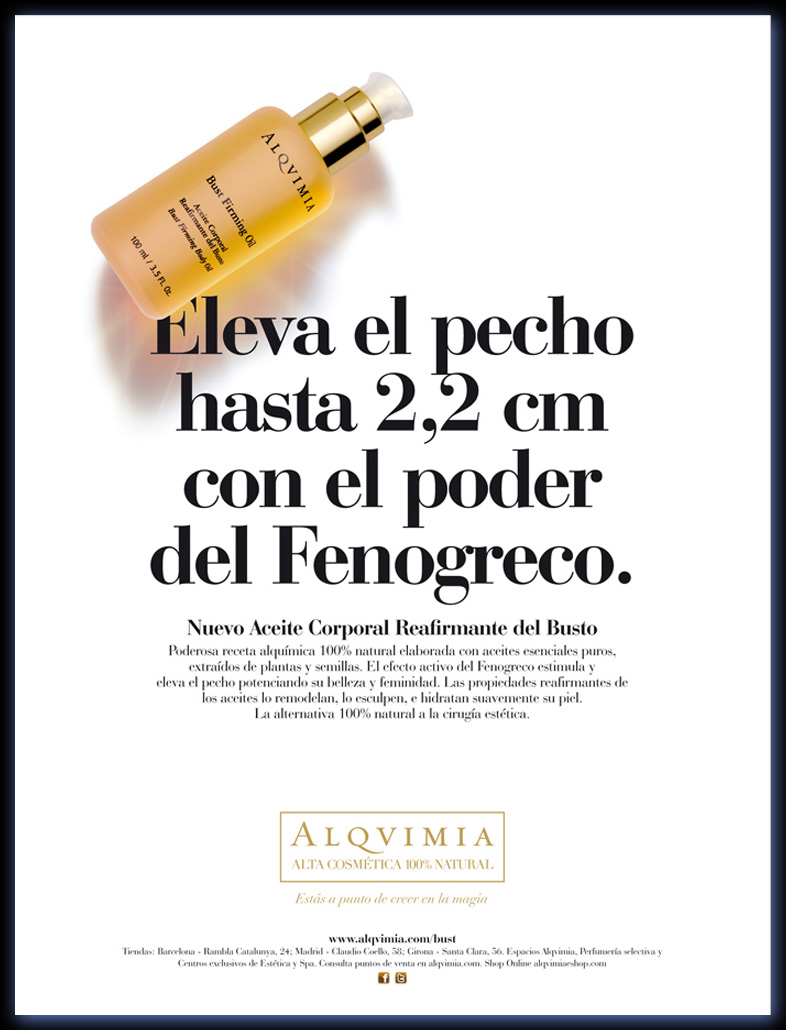 ALQVIMIA
Bust Firming Oil
Aceite Corporal
Reafirmante del Busto
Bust Firming Body Oil
100 ml / 3.5 Fl. Oz.
Eleva el pecho
hasta 2,2 cm
con el poder
del Fenogreco.
Nuevo Aceite Corporal Reafirmante del Busto
Poderosa receta alquímica 100% natural elaborada con aceites esenciales puros,
extraídos de plantas y semillas. El efecto activo del Fenogreco estimula y
eleva el pecho potenciando su belleza y feminidad. Las propiedades reafirmantes de
los aceites lo remodelan, lo esculpen, e hidratan suavemente su piel.
La alternativa 100% natural a la cirugía estética.
ALQVIMIA
ALTA COSMÉTICA 100% NATURAL
Estás a punto de creer en la magia
www.alqvimia.com/bust
Tiendas: Barcelona - Rambla Catalunya, 24; Madrid - Claudio Coello, 58; Girona - Santa Clara, 56. Espacios Alqvimia, Perfumería selectiva y
Centros exclusivos de Estética y Spa. Consulta puntos de venta en alqvimia.com. Shop Online alqvimiaeshop.com